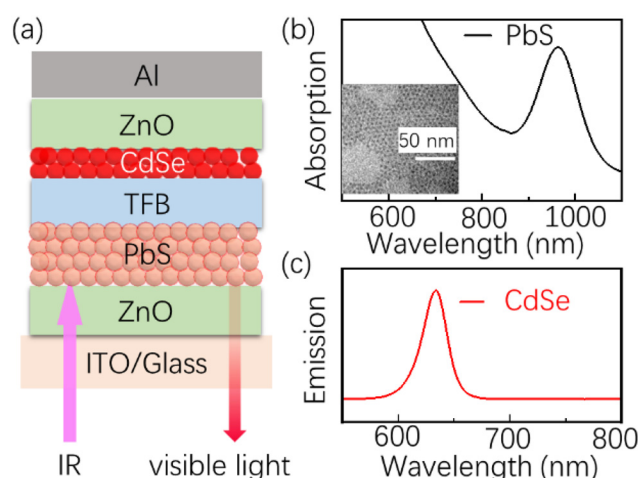 (a)
Al
ZnO
CdSe
TFB
PbS
ZnO
ITO/Glass
IR
visible light
(b)
PbS
50 nm
Absorption
600
800
1000
Wavelength (nm)
(c)
CdSe
Emission
600
700
800
Wavelength (nm)